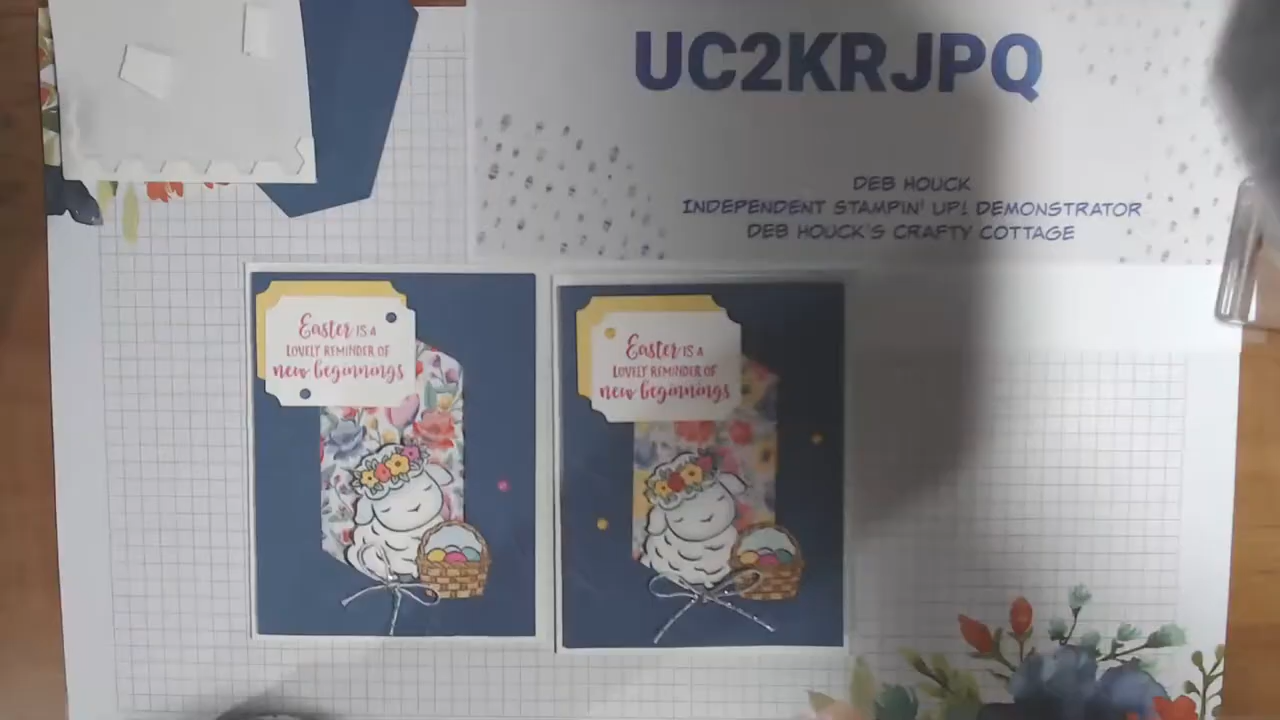 UC2KRJPQ
DEB HOUCK
INDEPENDENT STAMPIN' UP! DEMONSTRATOR
DEB HOUCK'S CRAFTY COTTAGE
Easter IS A
LOVELY REMINDER OF
new beginnings
Easter IS A
LOVELY REMINDER OF
new beginnings